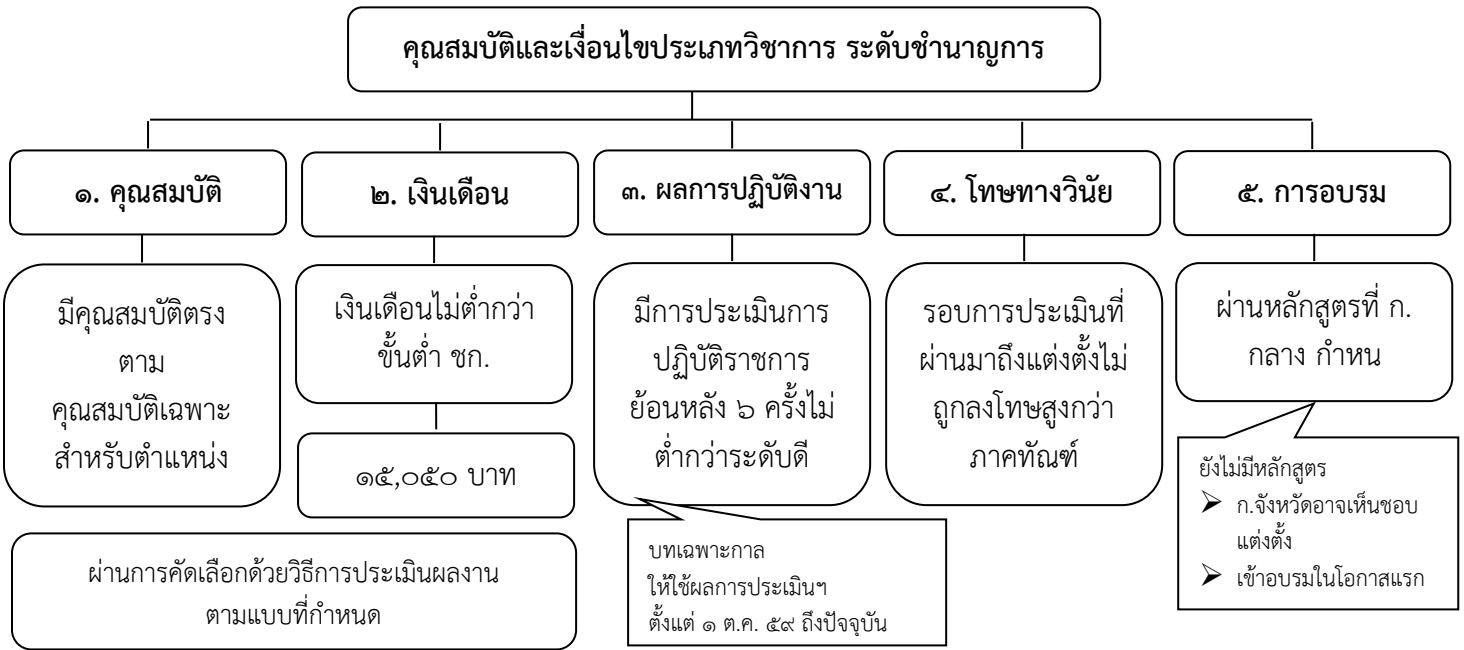 คุณสมบัติและเงื่อนไขประเภทวิชาการ ระดับชำนาญการ
๑. คุณสมบัติ
๒. เงินเดือน
๓. ผลการปฏิบัติงาน
๔. โทษทางวินัย
๕. การอบรม
มีคุณสมบัติตรง
ตาม
คุณสมบัติเฉพาะ
สำหรับตำแหน่ง
เงินเดือนไม่ต่ำกว่า
ขั้นต่ำ ชก.
๑๕,๐๕๐ บาท
มีการประเมินการ
ปฏิบัติราชการ
ย้อนหลัง ๖ ครั้งไม่
ต่ำกว่าระดับดี
รอบการประเมินที่
ผ่านมาถึงแต่งตั้งไม่
ถูกลงโทษสูงกว่า
ภาคทัณฑ์
ผ่านหลักสูตรที่ ก.
กลาง กำหน
ผ่านการคัดเลือกด้วยวิธีการประเมินผลงาน
ตามแบบที่กำหนด
บทเฉพาะกาล
ให้ใช้ผลการประเมินฯ
ตั้งแต่ ๑ ต.ค. ๕๙ ถึงปัจจุบัน
ยังไม่มีหลักสูตร
➢ ก.จังหวัดอาจเห็นชอบ
แต่งตั้ง
➢ เข้าอบรมในโอกาสแรก